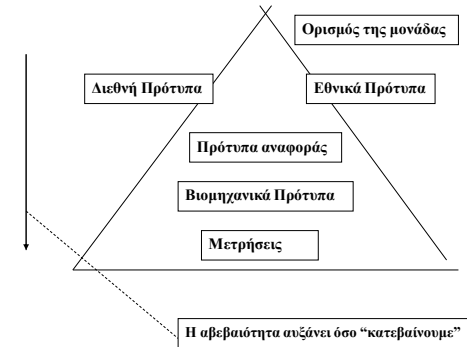 Ορισμός της μονάδας
Διεθνή Πρότυπα
Εθνικά Πρότυπα
Πρότυπα αναφοράς
Βιομηχανικά Πρότυπα
Μετρήσεις
Η αβεβαιότητα αυξάνει όσο “κατεβαίνουμε”